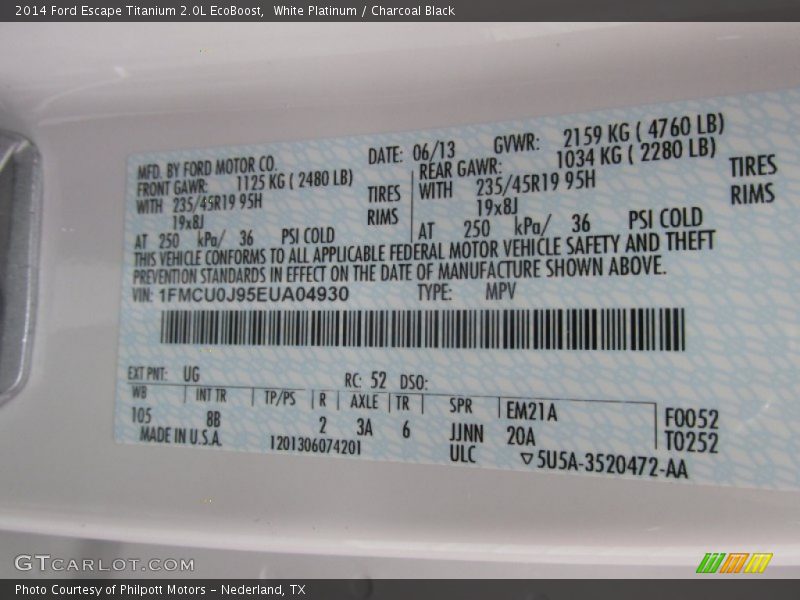 2014 Ford Escape Titanium 2.0L EcoBoost,  White Platinum / Charcoal Black
MFD. BY FORD MOTOR CO. DATE: 06/13 GVWR: 2159 KG ( 4760 LB)
FRONT GAWR: 1125 KG ( 2480 LB) REAR GAWR: 1034 KG ( 2280 LB)
WITH 235/45R19 95H TIRES WITH 235/45R19 95H TIRES
19x8J RIMS 19x8J RIMS
AT 250 kPa/ 36 PSI COLD AT 250 kPa/ 36 PSI COLD
THIS VEHICLE CONFORMS TO ALL APPLICABLE FEDERAL MOTOR VEHICLE SAFETY AND THEFT
PREVENTION STANDARDS IN EFFECT ON THE DATE OF MANUFACTURE SHOWN ABOVE.
VIN: 1FMCU0J95EUA04930 TYPE: MPV
EXT PNT: UG RC: 52 DSO:
WB INT TR TP/PS R AXLE TR SPR EM21A F0052
105 8B 2 3A 6 JJNN 20A T0252
MADE IN U.S.A. 1201306074201 ULC ▽5U5A-3520472-AA
GTCARLOT.COM
Photo Courtesy of Philpott Motors – Nederland, TX